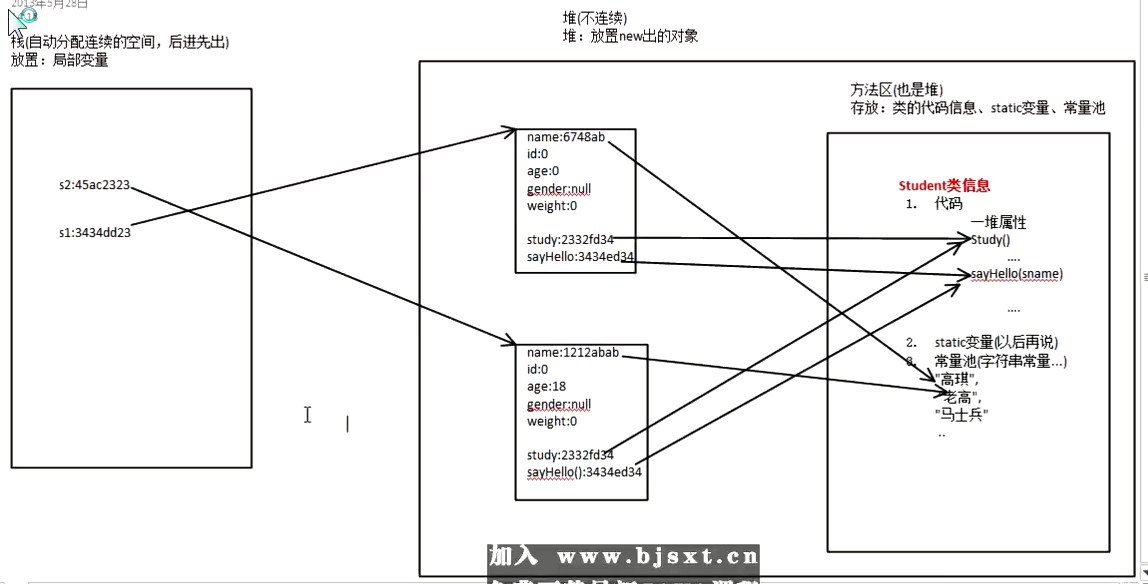 2013年5月28日
栈(自动分配连续的空间，后进先出)
放置：局部变量
堆(不连续)
堆：放置new出的对象
方法区(也是堆)
存放：类的代码信息、static变量、常量池
s2:45ac2323
s1:3434dd23
name:6748ab
id:0
age:0
gender:null
weight:0
study:2332fd34
sayHello:3434ed34
name:1212abab
id:0
age:18
gender:null
weight:0
study:2332fd34
sayHello():3434ed34
Student类信息
1. 代码
一堆属性
Study()
....
sayHello(sname)
....
2. static变量(以后再说)
3. 常量池(字符串常量...)
"高琪",
"老高",
"马士兵"
..
加入 www.bjsxt.cn